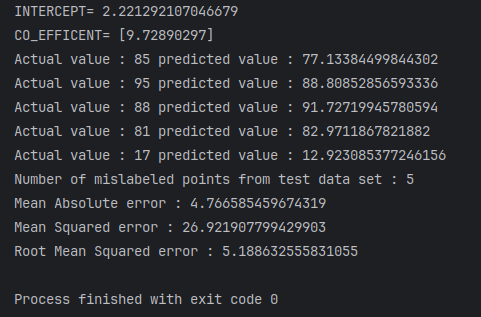 INTERCEPT= 2.221292107046679
CO_EFFICENT= [9.72890297]
Actual value : 85 predicted value : 77.13384499844302
Actual value : 95 predicted value : 88.80852856593336
Actual value : 88 predicted value : 91.72719945780594
Actual value : 81 predicted value : 82.9711867821882
Actual value : 17 predicted value : 12.923085377246156
Number of mislabeled points from test data set : 5
Mean Absolute error : 4.766585459674319
Mean Squared error : 26.921907799429903
Root Mean Squared error : 5.188632555831055
Process finished with exit code 0